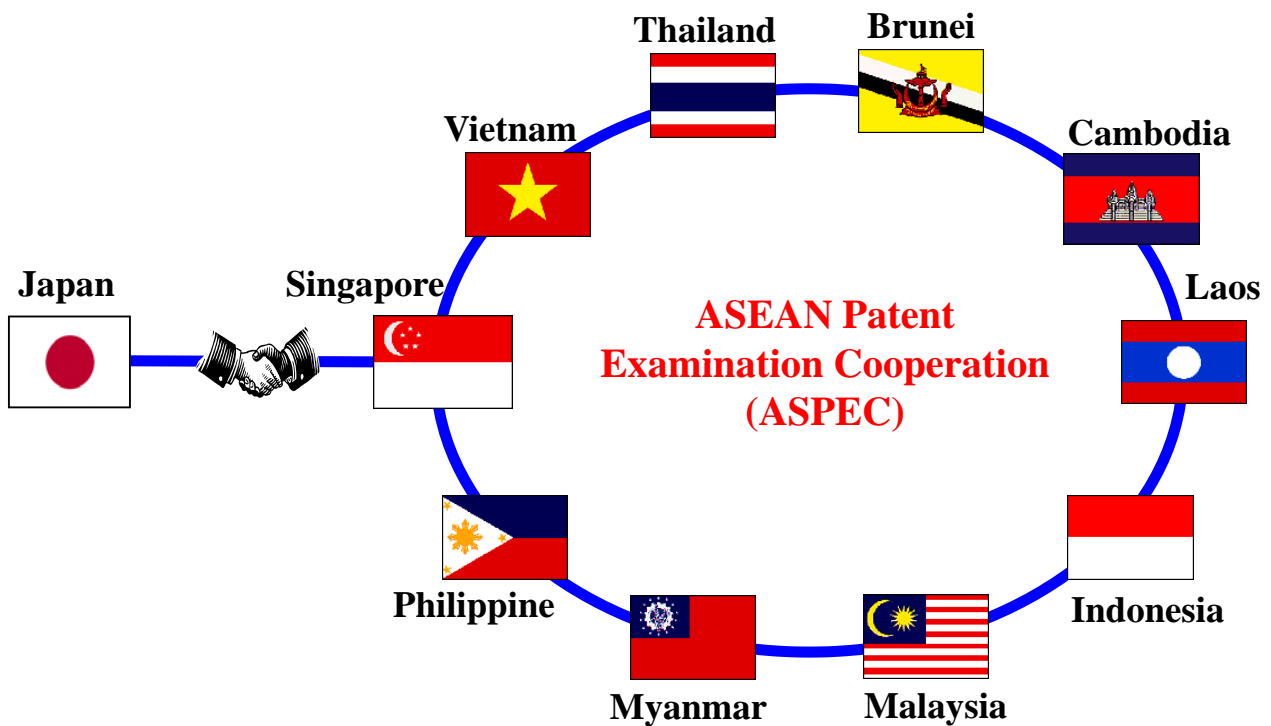 Thailand
Brunei
Vietnam
Cambodia
Japan
Singapore
Laos
ASEAN Patent
Examination Cooperation
(ASPEC)
Philippine
Indonesia
Myanmar
Malaysia